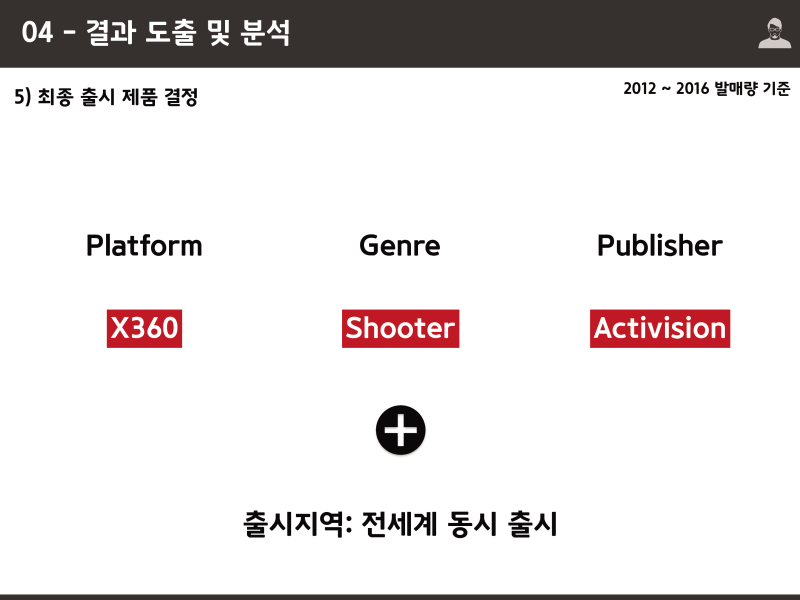 04 - 결과 도출 및 분석
5) 최종 출시 제품 결정
2012 ~ 2016 발매량 기준
Platform
Genre
Publisher
X360
Shooter
Activision
출시지역: 전세계 동시 출시